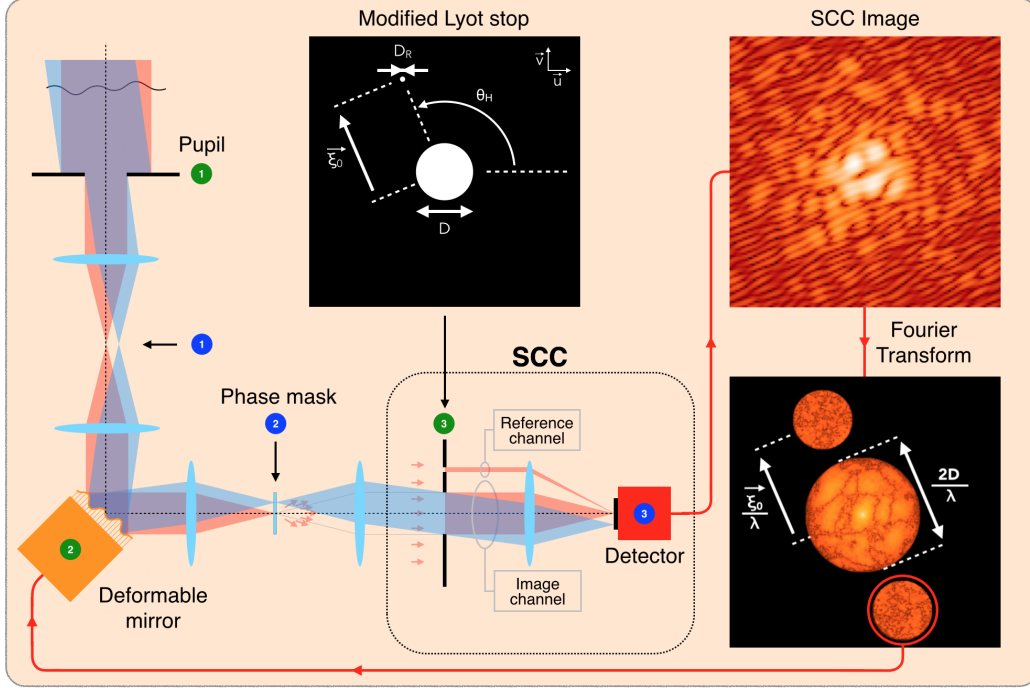 Modified Lyot stop
SCC Image
D_R
v
u
θ_H
ξ₀
D
Pupil
1
1
Fourier
Transform
SCC
Phase mask
2
3
Reference
channel
2D
λ
ξ₀
λ
2
3
Detector
Deformable
mirror
Image
channel